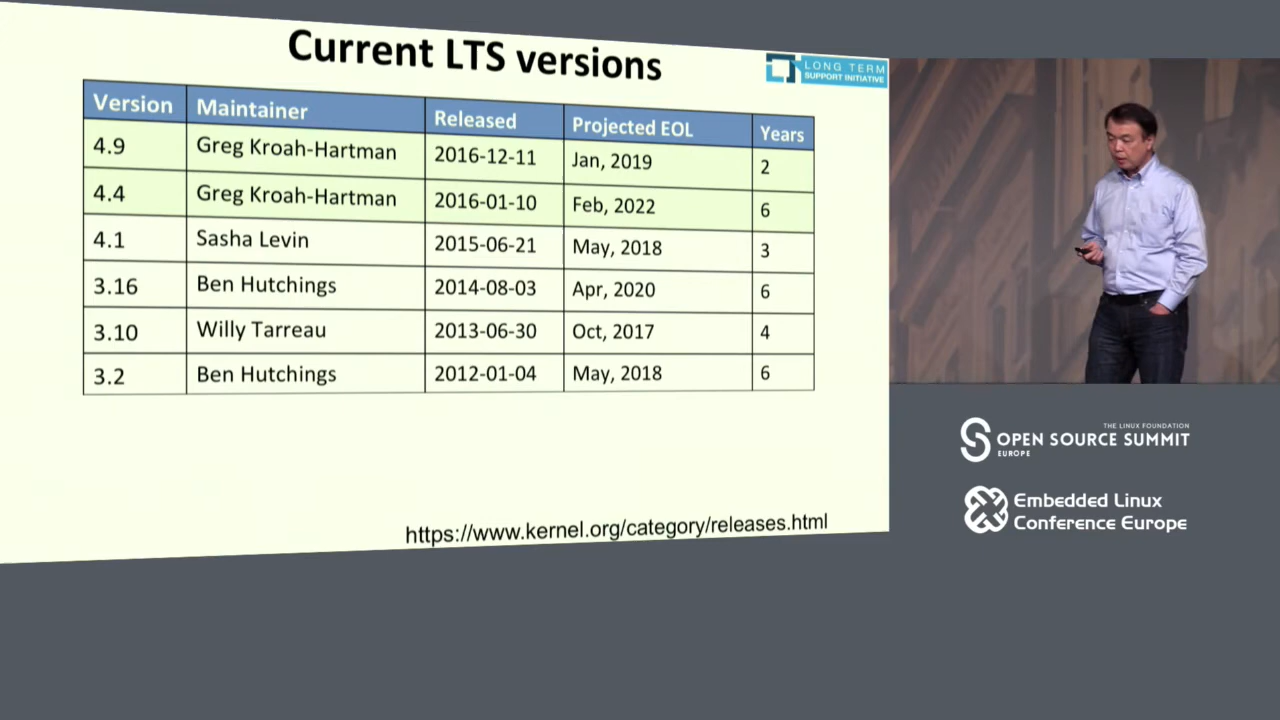 Current LTS versions
LONG TERM
SUPPORT INITIATIVE
Version Maintainer Released Projected EOL Years
4.9 Greg Kroah-Hartman 2016-12-11 Jan, 2019 2
4.4 Greg Kroah-Hartman 2016-01-10 Feb, 2022 6
4.1 Sasha Levin 2015-06-21 May, 2018 3
3.16 Ben Hutchings 2014-08-03 Apr, 2020 6
3.10 Willy Tarreau 2013-06-30 Oct, 2017 4
3.2 Ben Hutchings 2012-01-04 May, 2018 6
https://www.kernel.org/category/releases.html
THE LINUX FOUNDATION
OPEN SOURCE SUMMIT
EUROPE
Embedded Linux
Conference Europe